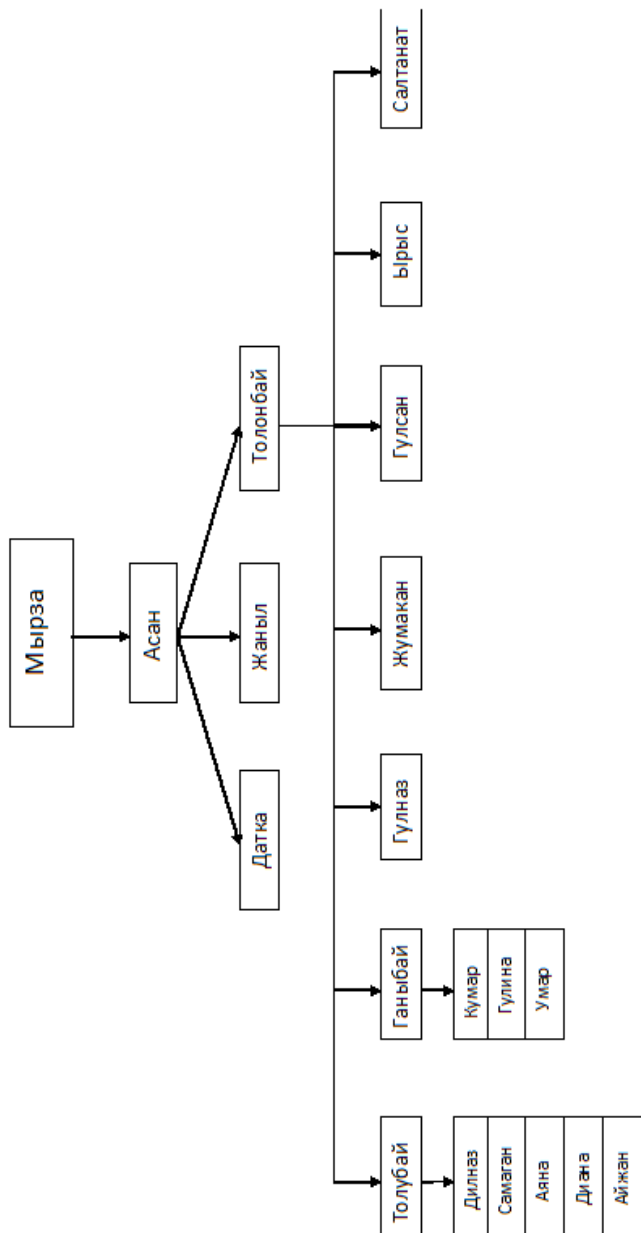 Мырза
Асан
Датка
Жаныл
Толонбай
Толубай
Ганыбай
Гулназ
Жумакан
Гулсан
Ырыс
Салтанат
Дилназ
Самаган
Аяна
Диана
Айжан
Кумар
Гулина
Умар